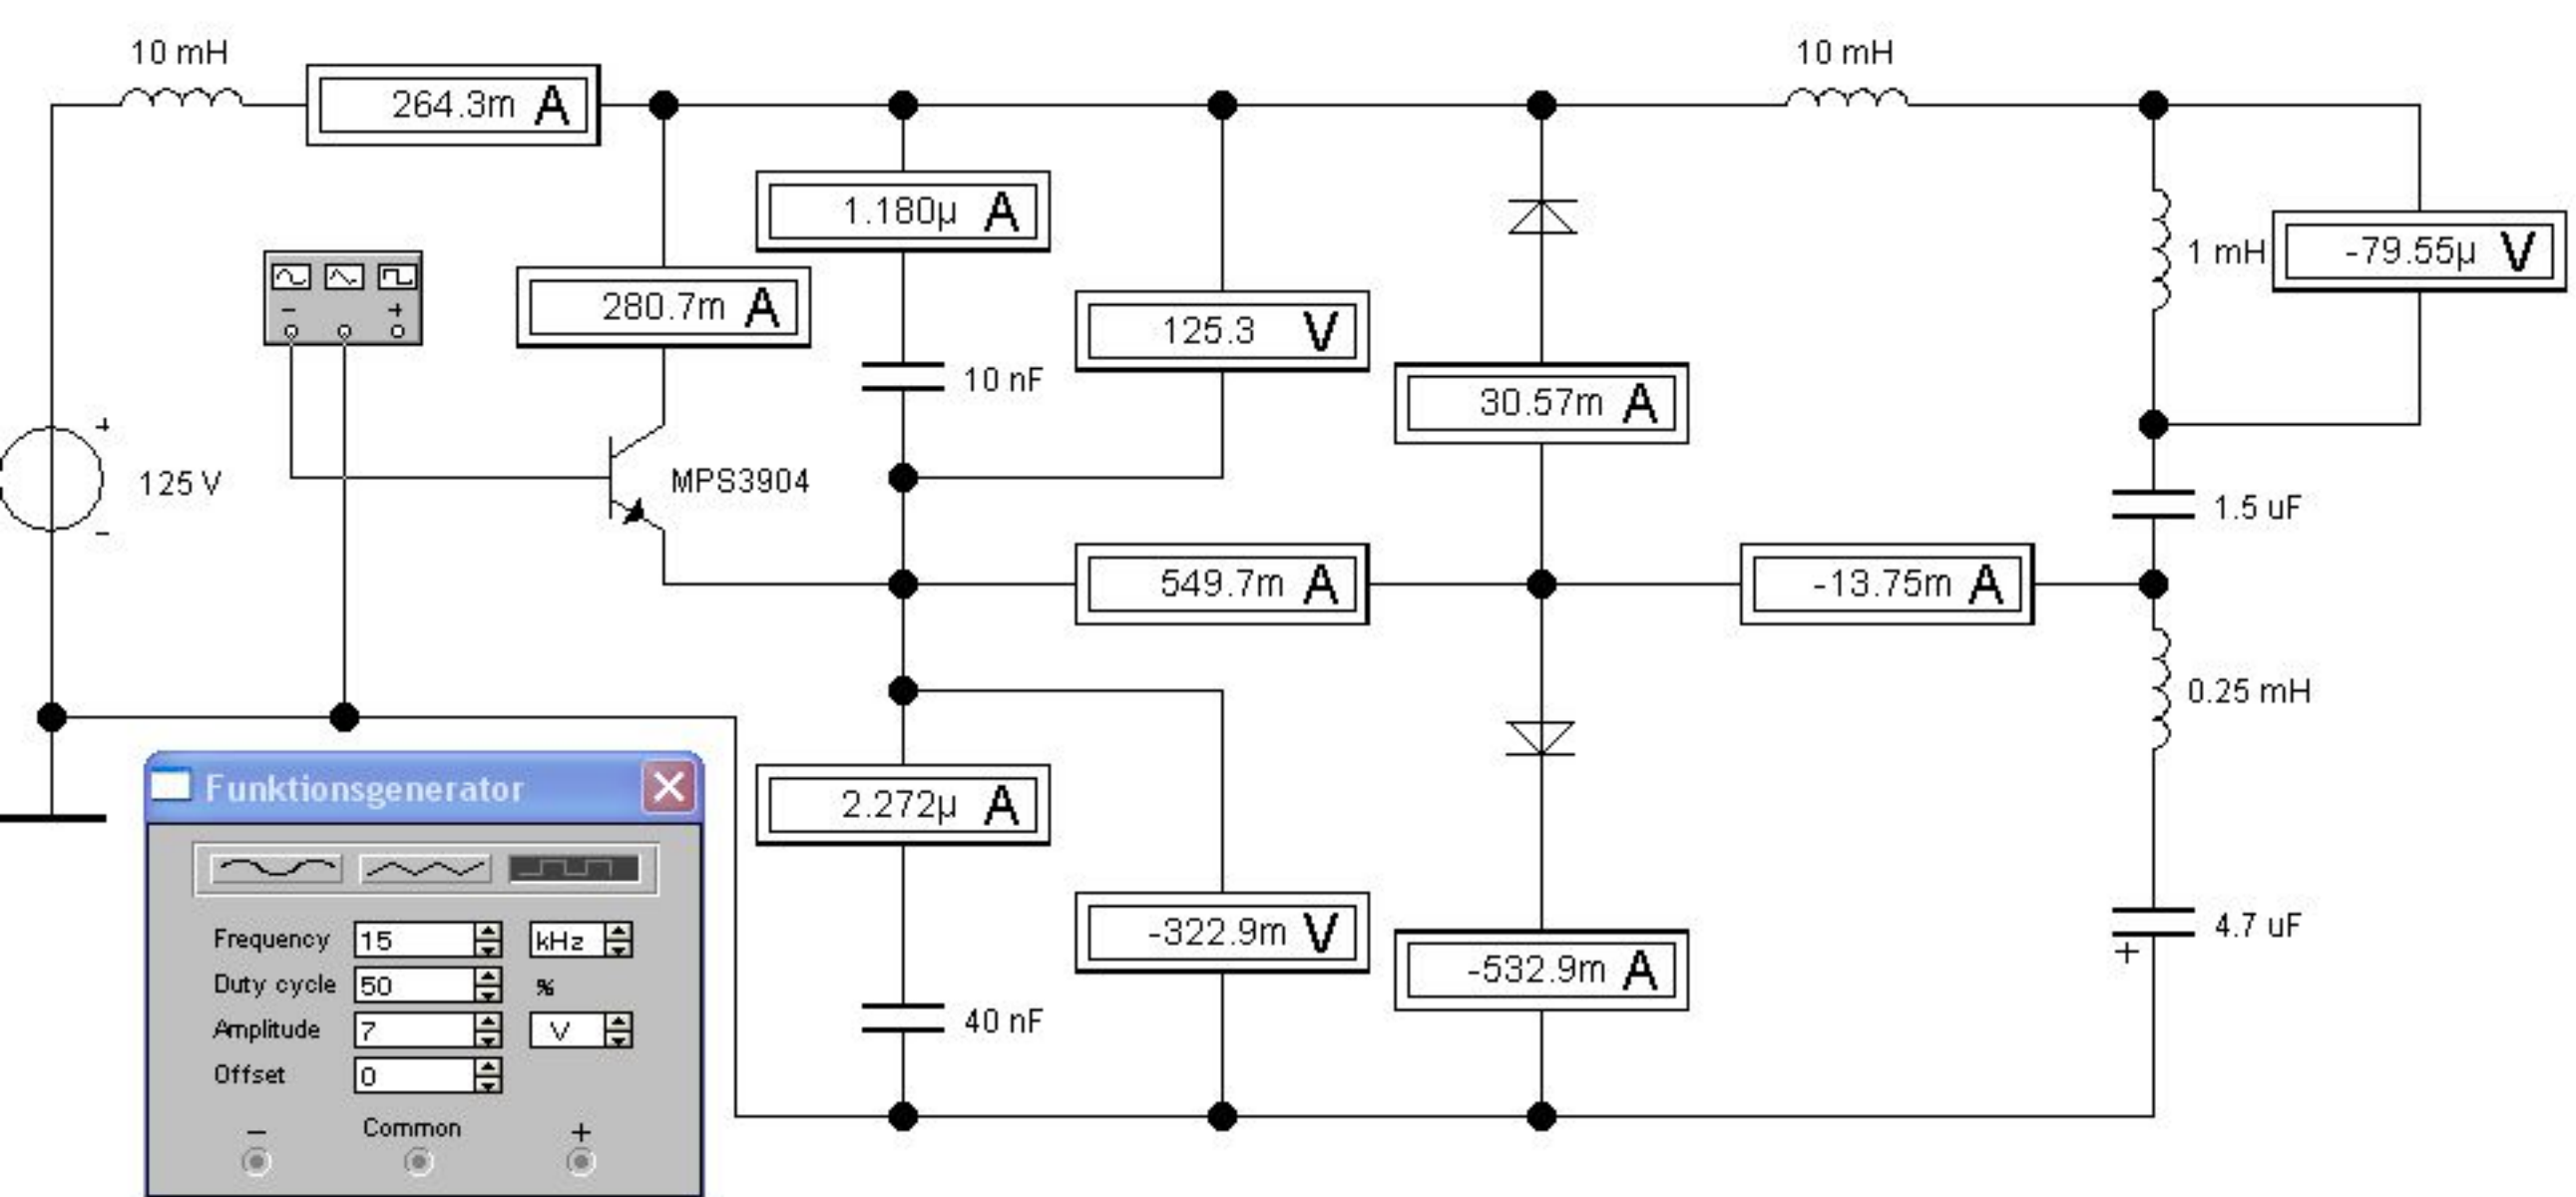 10 mH
10 mH
264.3m A
1.180µ A
280.7m A
125.3 V
1 mH
-79.55µ V
- +
10 nF
30.57m A
+
125 V
-
MPS3904
1.5 uF
549.7m A
-13.75m A
0.25 mH
Funktionsgenerator
2.272µ A
-322.9m V
-532.9m A
4.7 uF
+
40 nF
Frequency 15 kHz
Duty cycle 50 %
Amplitude 7 V
Offset 0
- Common +